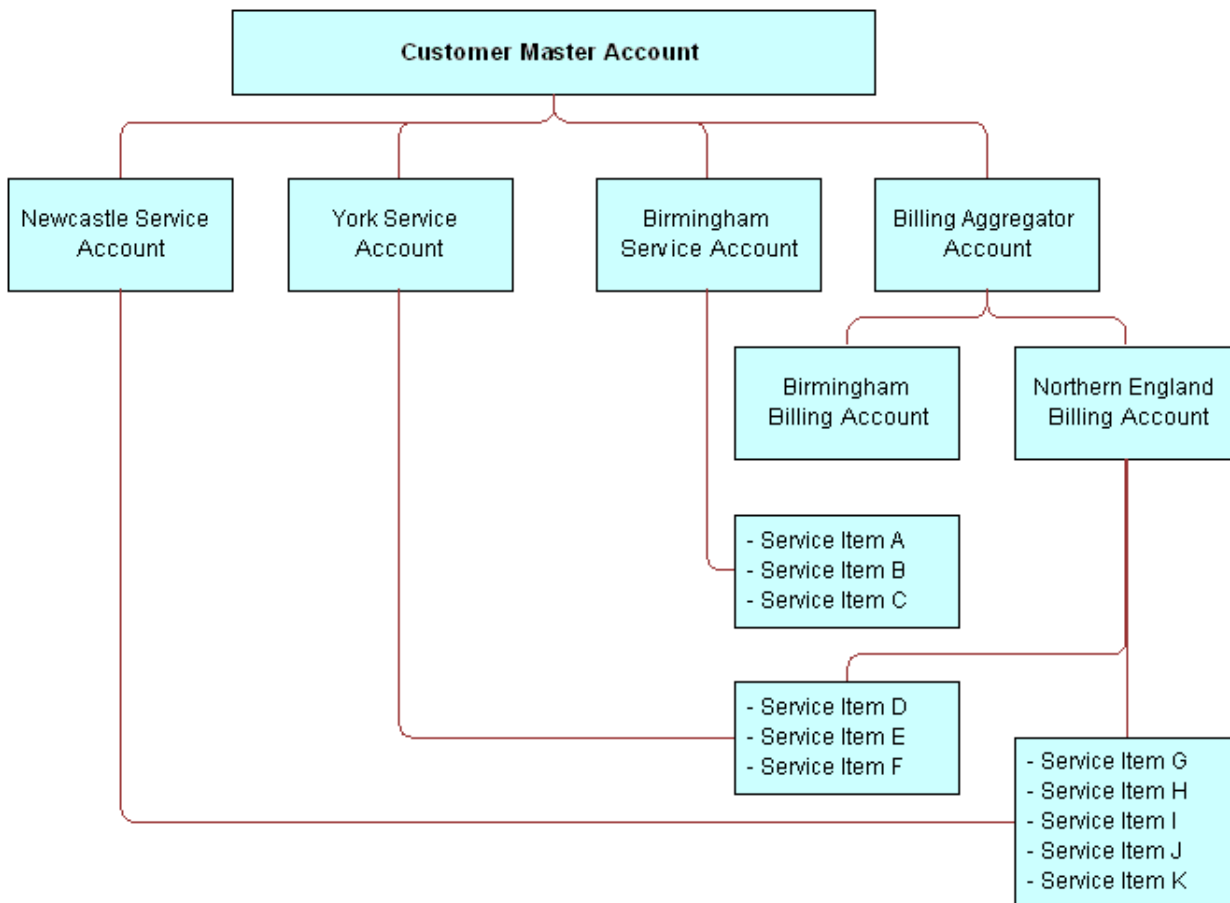 Customer Master Account
Newcastle Service
Account
York Service
Account
Birmingham
Service Account
Billing Aggregator
Account
Birmingham
Billing Account
Northern England
Billing Account
- Service Item A
- Service Item B
- Service Item C
- Service Item D
- Service Item E
- Service Item F
- Service Item G
- Service Item H
- Service Item I
- Service Item J
- Service Item K